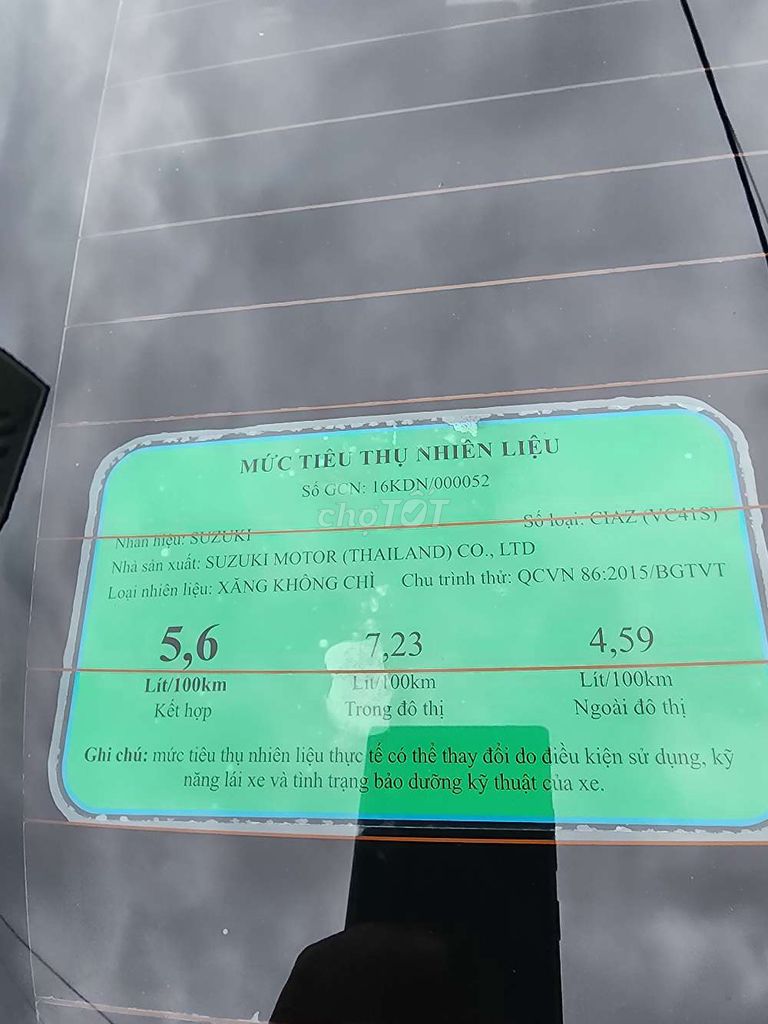 MỨC TIÊU THỤ NHIÊN LIỆU
Số GCN: 16KDN/000052
chợTỐT
Nhãn hiệu: SUZUKI Số loại: CIAZ (VC41S)
Nhà sản xuất: SUZUKI MOTOR (THAILAND) CO., LTD
Loại nhiên liệu: XĂNG KHÔNG CHÌ Chu trình thử: QCVN 86:2015/BGTVT
5,6 7,23 4,59
Lít/100km Lít/100km Lít/100km
Kết hợp Trong đô thị Ngoài đô thị
Ghi chú: mức tiêu thụ nhiên liệu thực tế có thể thay đổi do điều kiện sử dụng, kỹ
năng lái xe và tình trạng bảo dưỡng kỹ thuật của xe.